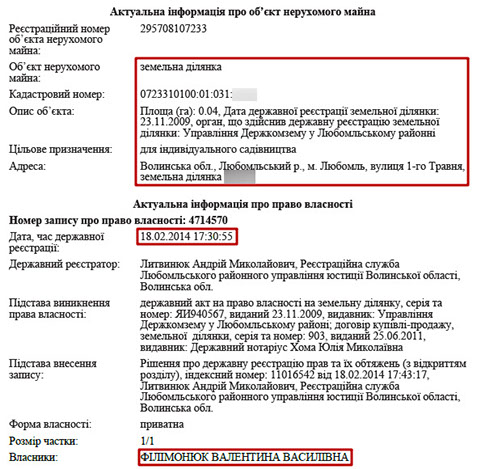 Актуальна інформація про об'єкт нерухомого майна
Реєстраційний номер 295708107233
об`єкта нерухомого
майна:
Об'єкт нерухомого земельна ділянка
майна:
Кадастровий номер: 0723310100:01:031:
Опис об'єкта: Площа (га): 0.04, Дата державної реєстрації земельної ділянки:
23.11.2009, орган, що здійснив державну реєстрацію земельної
ділянки: Управління Держкомзему у Любомльському районні
Цільове призначення: для індивідуального садівництва
Адреса: Волинська обл., Любомльський р., м. Любомль, вулиця 1-го Травня,
земельна ділянка
Актуальна інформація про право власності
Номер запису про право власності: 4714570
Дата, час державної 18.02.2014 17:30:55
реєстрації:
Державний реєстратор: Литвинюк Андрій Миколайович, Реєстраційна служба
Любомльського районного управління юстиції Волинської області,
Волинська обл.
Підстава виникнення державний акт на право власності на земельну ділянку, серія та
права власності: номер: ЯИ940567, виданий 23.11.2009, видавник: Управління
Держкомзему у Любомльському районі; договір купівлі-продажу,
земельної ділянки, серія та номер: 903, виданий 25.06.2011,
видавник: Державний нотаріус Хома Юлія Миколаївна
Підстава внесення Рішення про державну реєстрацію прав та їх обтяжень (з відкриттям
запису: розділу), індексний номер: 11016542 від 18.02.2014 17:43:17,
Литвинюк Андрій Миколайович, Реєстраційна служба
Любомльського районного управління юстиції Волинської області,
Волинська обл.
Форма власності: приватна
Розмір частки: 1/1
Власники: ФІЛІМОНЮК ВАЛЕНТИНА ВАСИЛІВНА